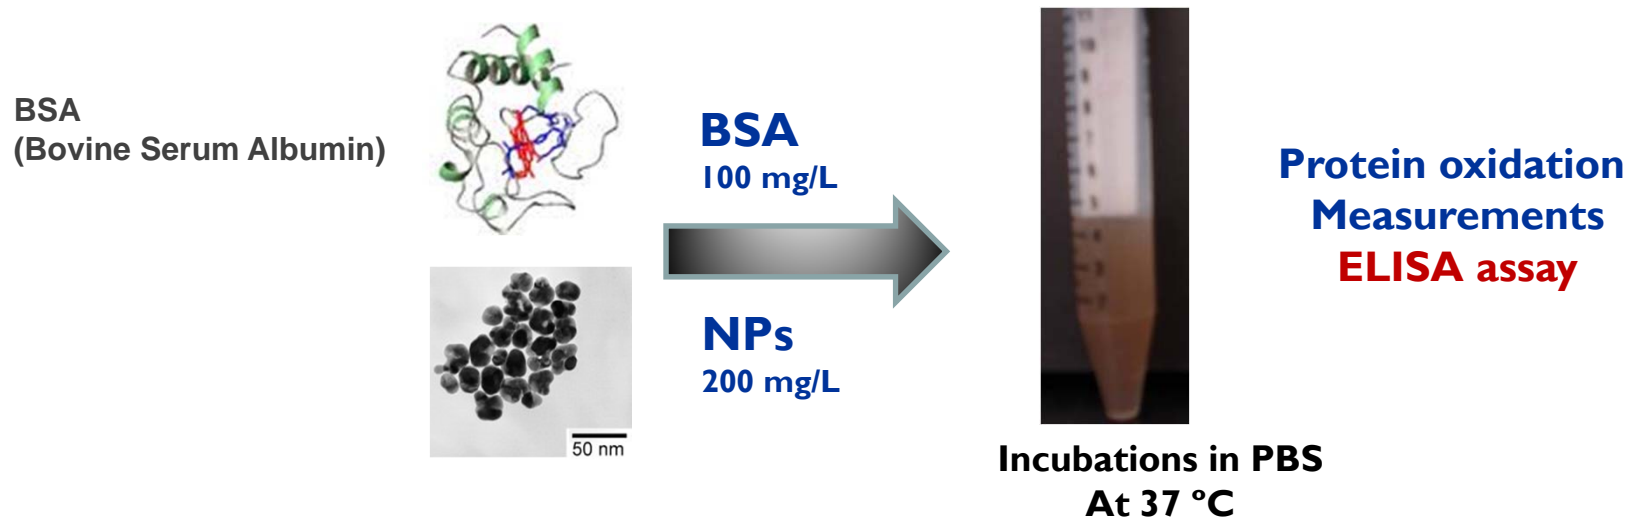 BSA
(Bovine Serum Albumin)
50 nm
BSA
100 mg/L
NPs
200 mg/L
Incubations in PBS
At 37 ºC
Protein oxidation
Measurements
ELISA assay